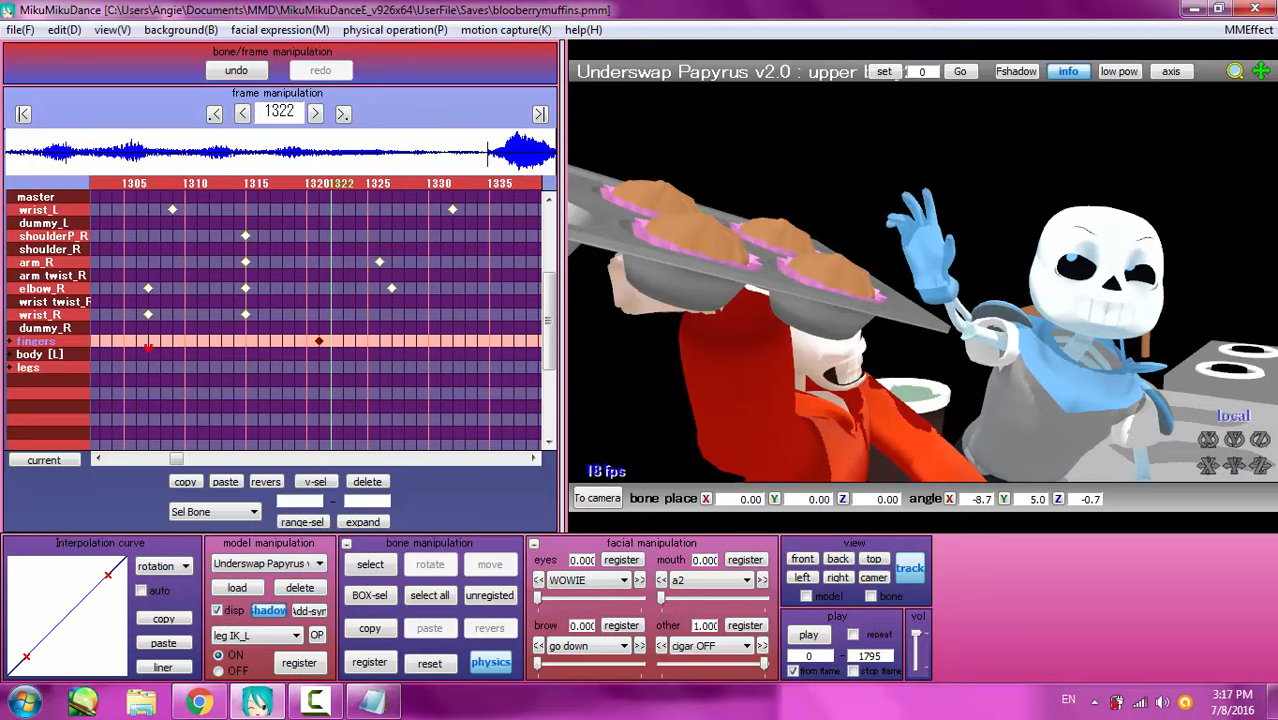 MikuMikuDance [C:\Users\Angie\Documents\MMD\MikuMikuDanceE_v926x64\UserFile\Saves\blooberrymuffins.pmm]
file(F) edit(D) view(V) background(B) facial expression(M) physical operation(P) motion capture(K) help(H) MMEffect
bone/frame manipulation
undo redo
frame manipulation
.< < 1322 > >.
1305 1310 1315 1320 1322 1325 1330 1335
master
wrist_L
dummy_L
shoulderP_R
shoulder_R
arm_R
arm twist_R
elbow_R
wrist twist_R
wrist_R
dummy_R
+ fingers
+ body [L]
+ legs
current
copy paste revers v-sel delete
Sel Bone -
range-sel expand
Underswap Papyrus v2.0 : upper set 0 Go Fshadow info low pow axis
local
18 fps
To camera bone place X 0.00 Y 0.00 Z 0.00 angle X -8.7 Y 5.0 Z -0.7
Interpolation curve
rotation
auto
copy
paste
liner
model manipulation
Underswap Papyrus
load delete
disp shadow Add-syn
leg IK_L OP
ON
OFF
register
bone manipulation
select rotate move
BOX-sel select all unregisted
copy paste revers
register reset physics
facial manipulation
eyes 0.000 register mouth 0.000 register
<< WOWIE >> << a2 >>
brow 0.000 register other 1.000 register
<< go down >> << cigar OFF >>
view
front back top
left right camer
track
model bone
play
play repeat
0 - 1795
from flame stop flame
vol
EN
3:17 PM
7/8/2016